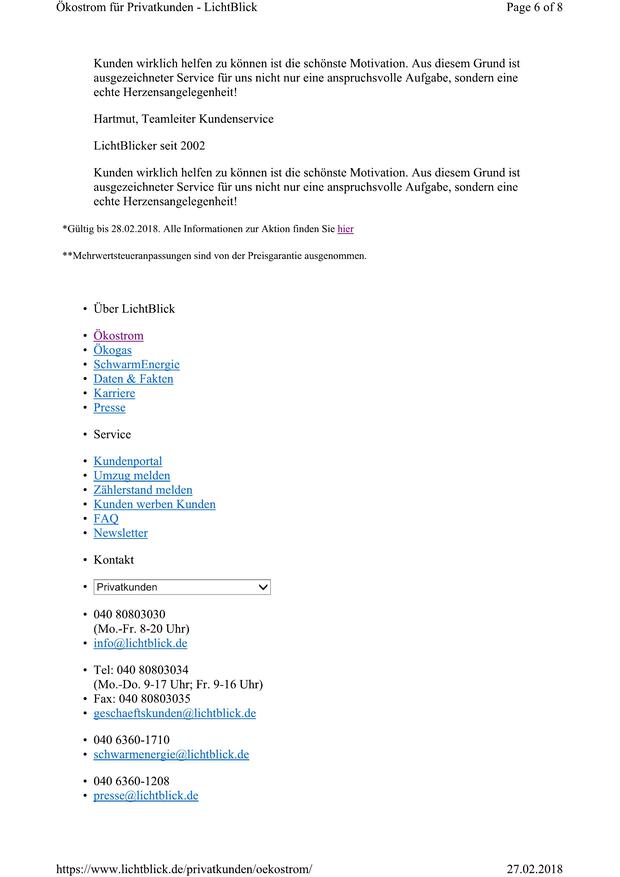 Ökostrom für Privatkunden - LichtBlick Page 6 of 8
Kunden wirklich helfen zu können ist die schönste Motivation. Aus diesem Grund ist
ausgezeichneter Service für uns nicht nur eine anspruchsvolle Aufgabe, sondern eine
echte Herzensangelegenheit!
Hartmut, Teamleiter Kundenservice
LichtBlicker seit 2002
Kunden wirklich helfen zu können ist die schönste Motivation. Aus diesem Grund ist
ausgezeichneter Service für uns nicht nur eine anspruchsvolle Aufgabe, sondern eine
echte Herzensangelegenheit!
*Gültig bis 28.02.2018. Alle Informationen zur Aktion finden Sie hier
**Mehrwertsteueranpassungen sind von der Preisgarantie ausgenommen.
• Über LichtBlick
• Ökostrom
• Ökogas
• SchwarmEnergie
• Daten & Fakten
• Karriere
• Presse
• Service
• Kundenportal
• Umzug melden
• Zählerstand melden
• Kunden werben Kunden
• FAQ
• Newsletter
• Kontakt
• Privatkunden
• 040 80803030
(Mo.-Fr. 8-20 Uhr)
• info@lichtblick.de
• Tel: 040 80803034
(Mo.-Do. 9-17 Uhr; Fr. 9-16 Uhr)
• Fax: 040 80803035
• geschaeftskunden@lichtblick.de
• 040 6360-1710
• schwarmenergie@lichtblick.de
• 040 6360-1208
• presse@lichtblick.de
https://www.lichtblick.de/privatkunden/oekostrom/ 27.02.2018